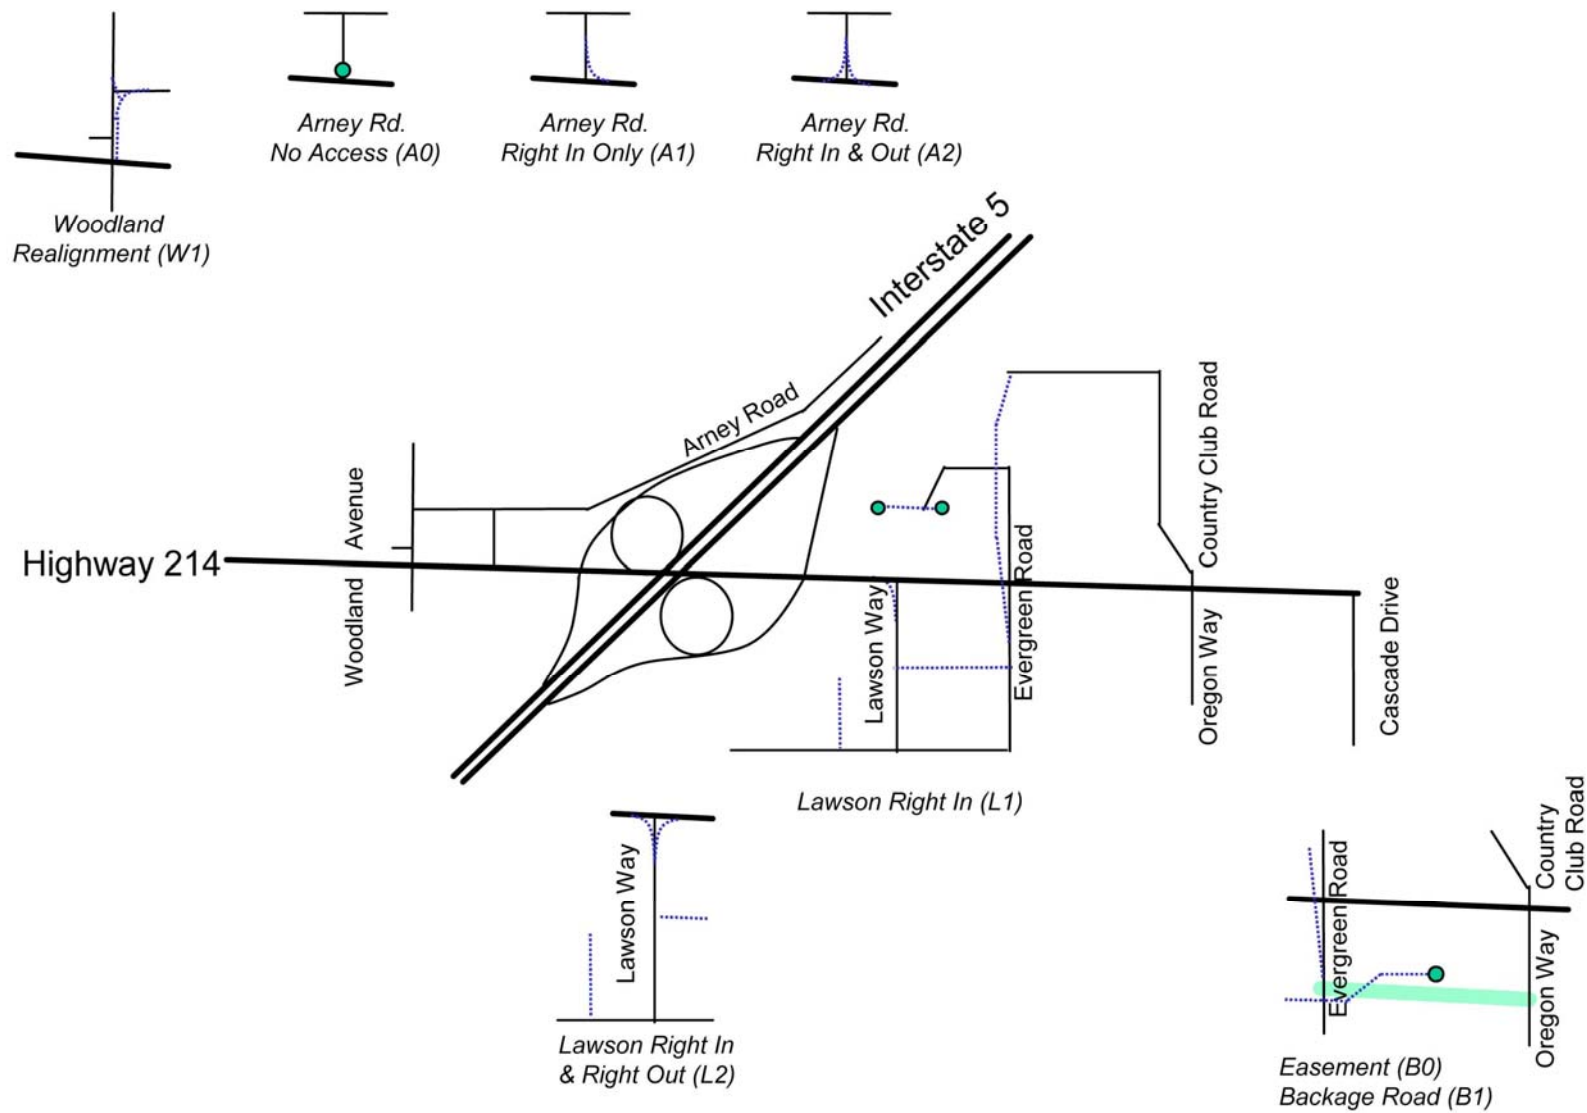 Arney Rd.
No Access (A0)
Arney Rd.
Right In Only (A1)
Arney Rd.
Right In & Out (A2)
Woodland
Realignment (W1)
Interstate 5
Arney Road
Country Club Road
Woodland Avenue
Highway 214
Lawson Way
Evergreen Road
Oregon Way
Cascade Drive
Lawson Right In (L1)
Lawson Way
Lawson Right In
& Right Out (L2)
Country
Club Road
Evergreen Road
Oregon Way
Easement (B0)
Backage Road (B1)